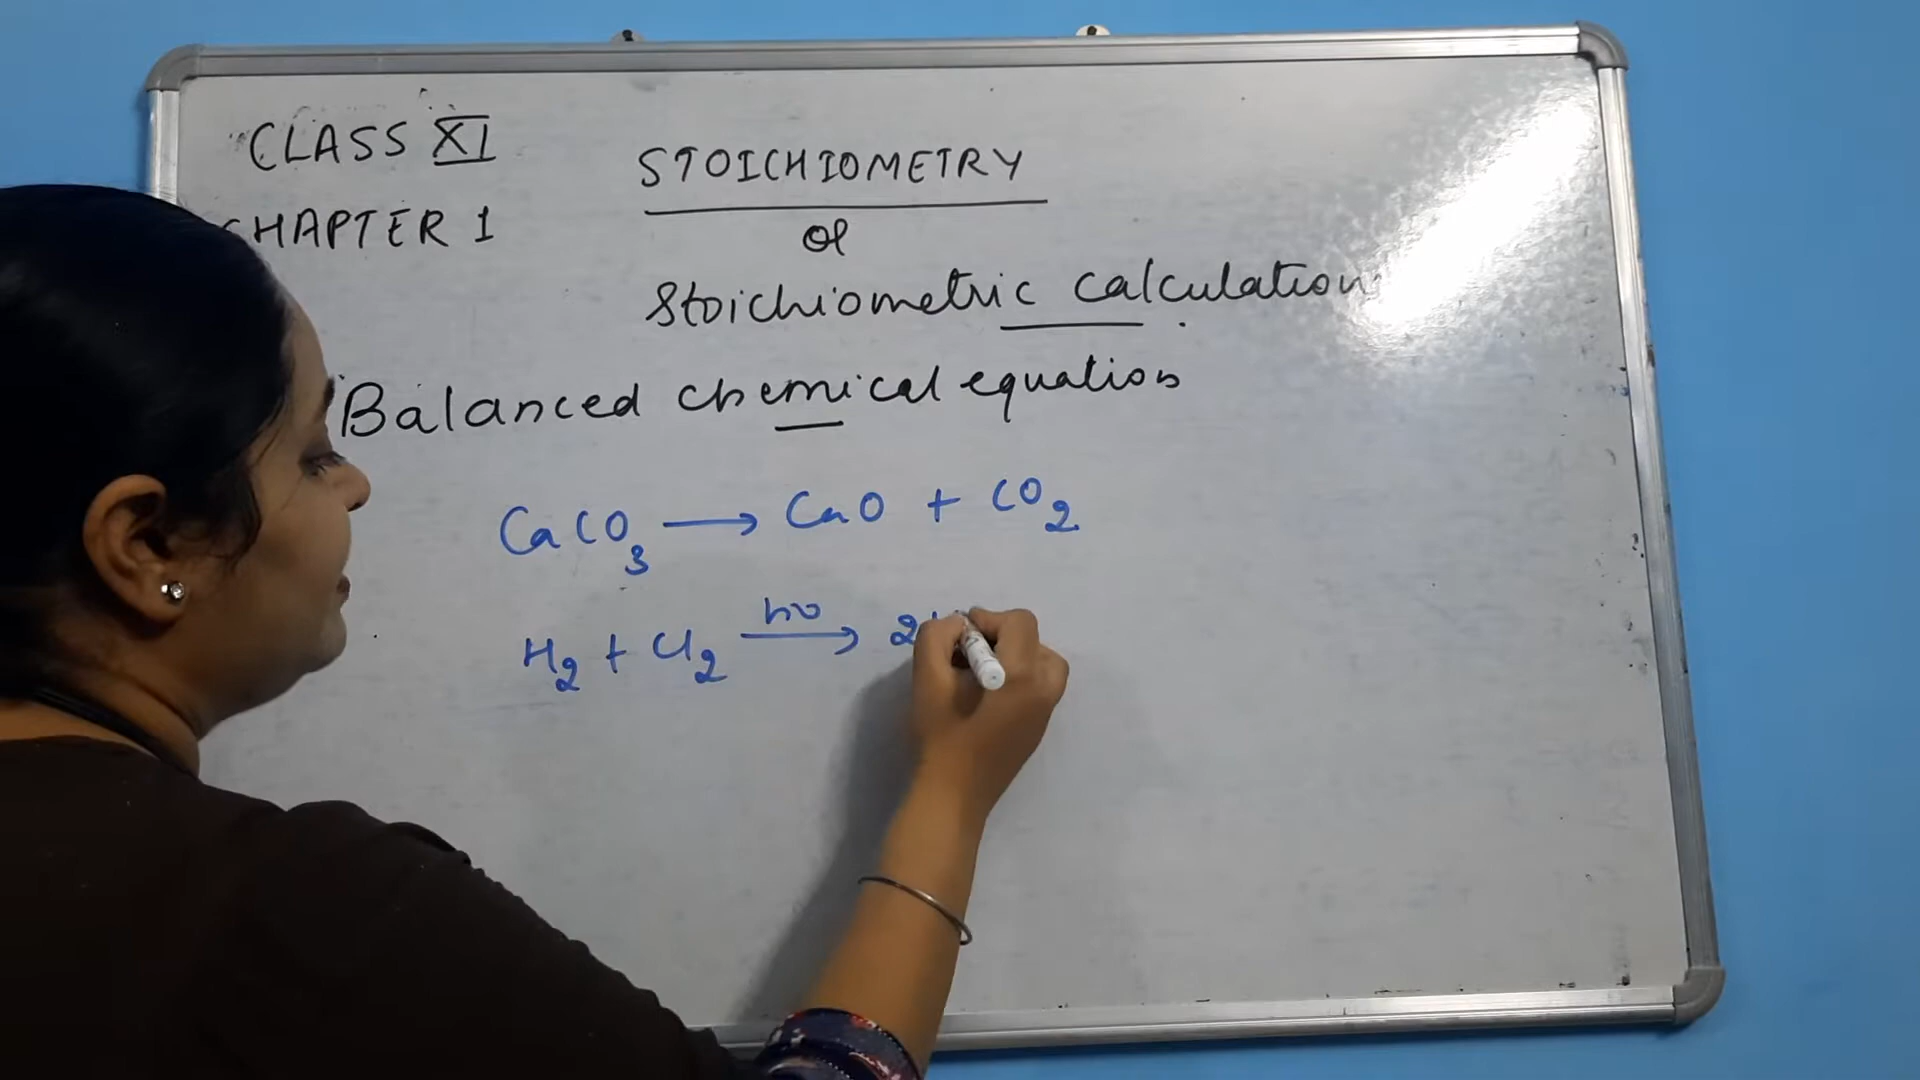 CLASS XI
CHAPTER 1
STOICHIOMETRY
or
Stoichiometric calculation
Balanced chemical equation
CaCO₃ ⟶ CaO + CO₂
H₂ + Cl₂ hν ⟶ 2